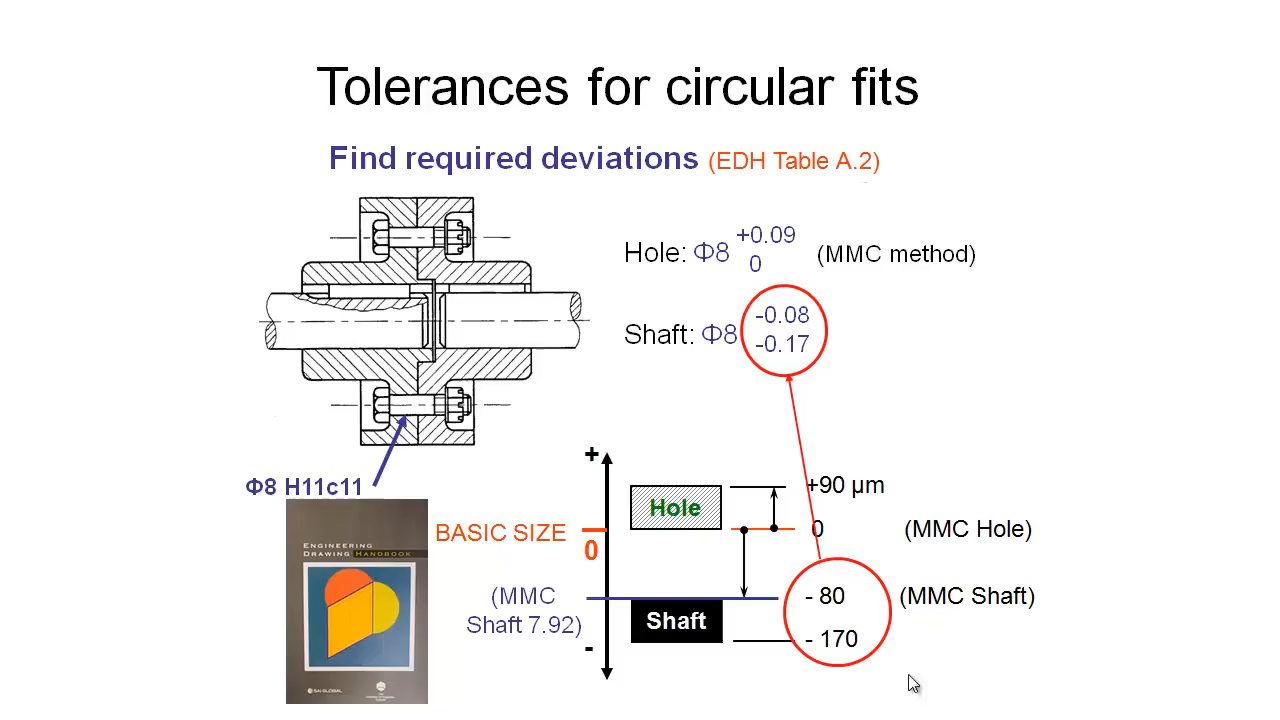 Tolerances for circular fits
Find required deviations (EDH Table A.2)
Hole: Φ8 +0.09 (MMC method)
0
Shaft: Φ8 -0.08
-0.17
Φ8 H11c11
ENGINEERING
DRAWING HANDBOOK
SAI GLOBAL
+
+90 µm
Hole
BASIC SIZE
0
0 (MMC Hole)
(MMC
Shaft 7.92)
- 80 (MMC Shaft)
Shaft
- 170
-